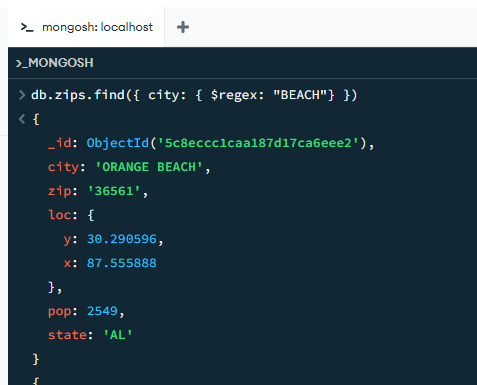 >_ mongosh: localhost +
>_MONGOSH
> db.zips.find({ city: { $regex: "BEACH"} })
< {
_id: ObjectId('5c8eccc1caa187d17ca6eee2'),
city: 'ORANGE BEACH',
zip: '36561',
loc: {
y: 30.290596,
x: 87.555888
},
pop: 2549,
state: 'AL'
}
{